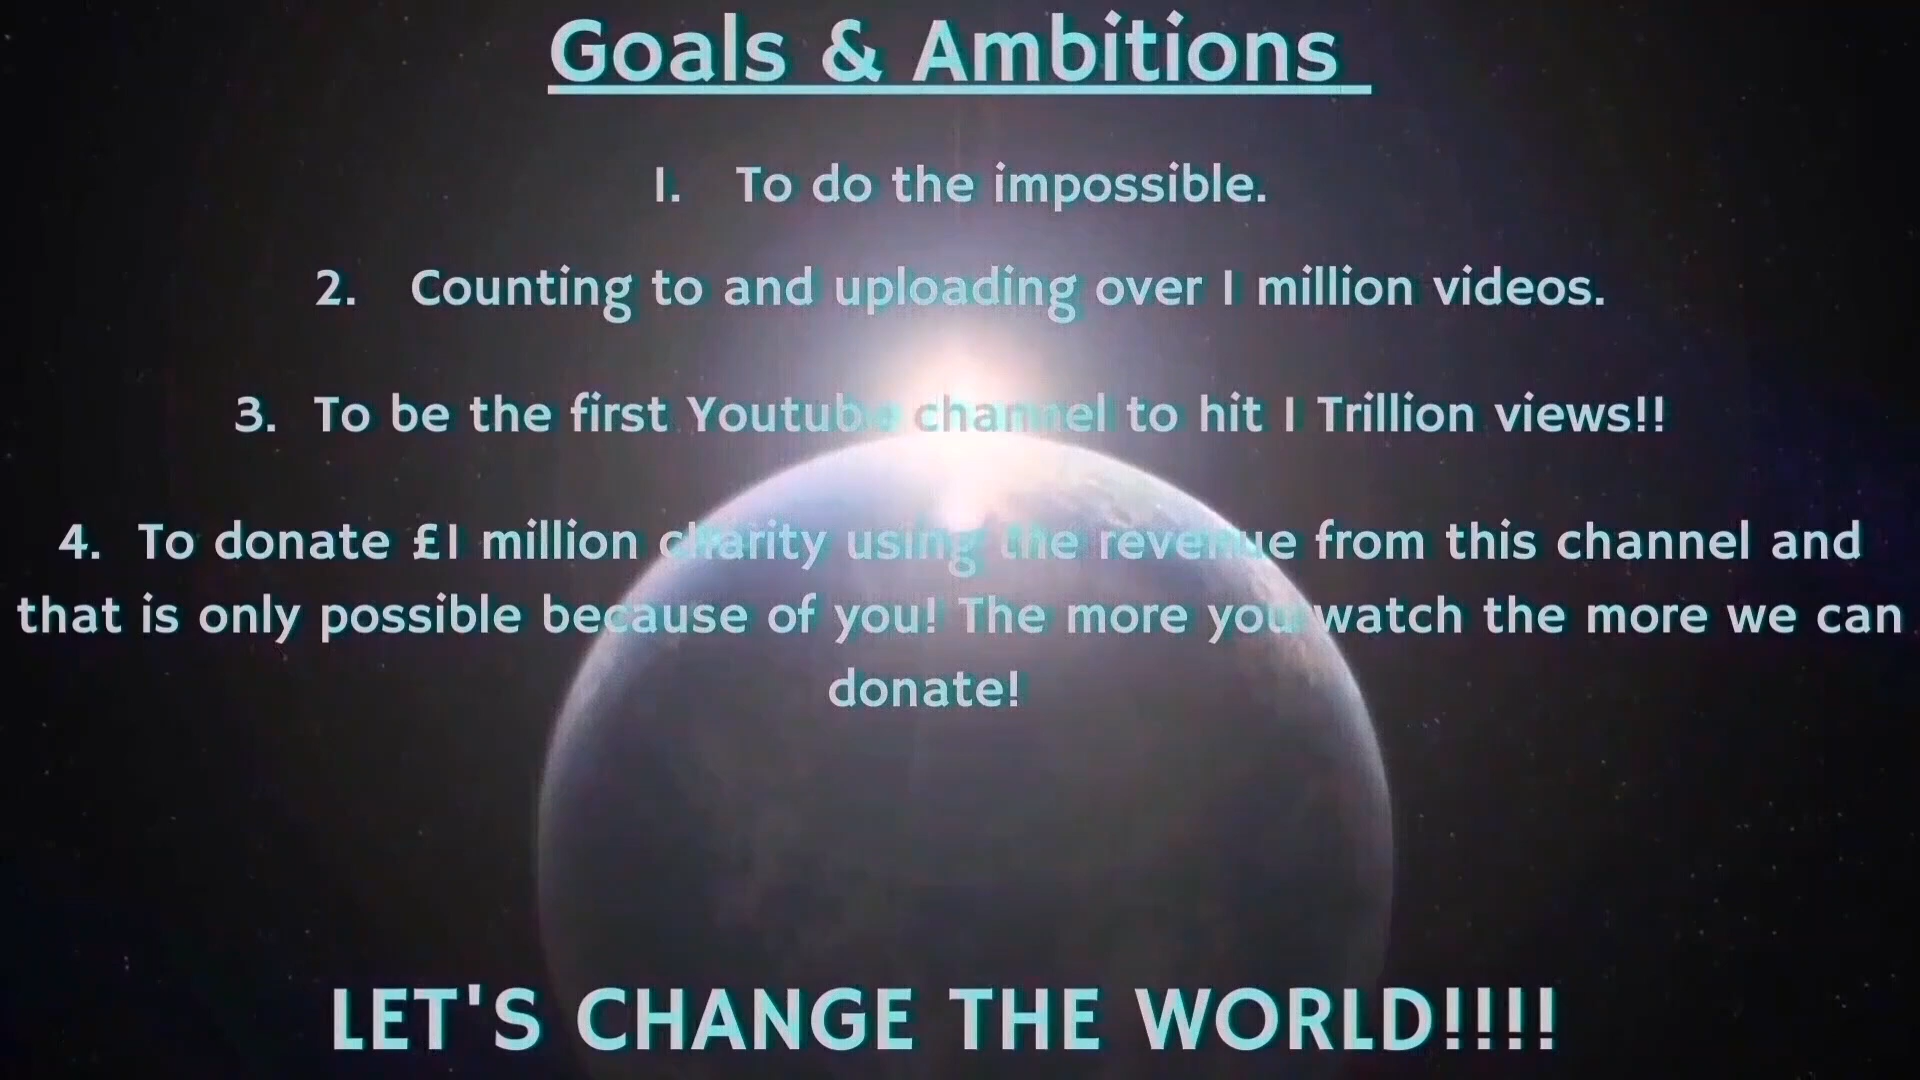 Goals & Ambitions
1. To do the impossible.
2. Counting to and uploading over 1 million videos.
3. To be the first Youtube channel to hit 1 Trillion views!!
4. To donate £1 million charity using the revenue from this channel and
that is only possible because of you! The more you watch the more we can
donate!
LET'S CHANGE THE WORLD!!!!